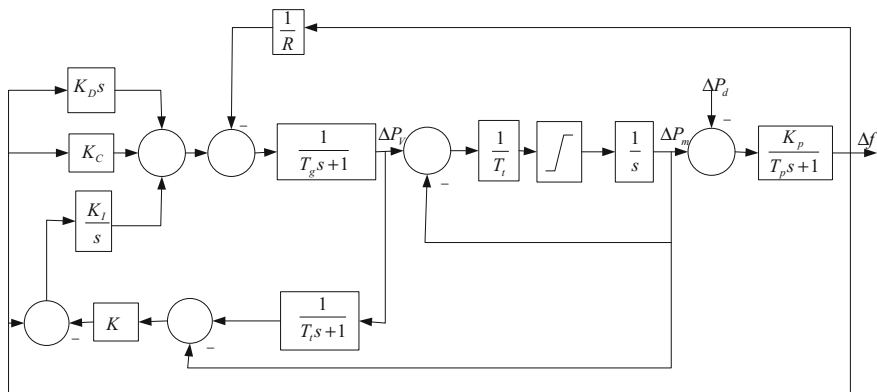 1/R
K_D s
ΔP_d
−
−
K_C
1/(T_g s+1)
ΔP_V
−
1/T_t
1/s
ΔP_m
K_p/(T_p s+1)
Δf
K_I/s
−
K
−
1/(T_t s+1)